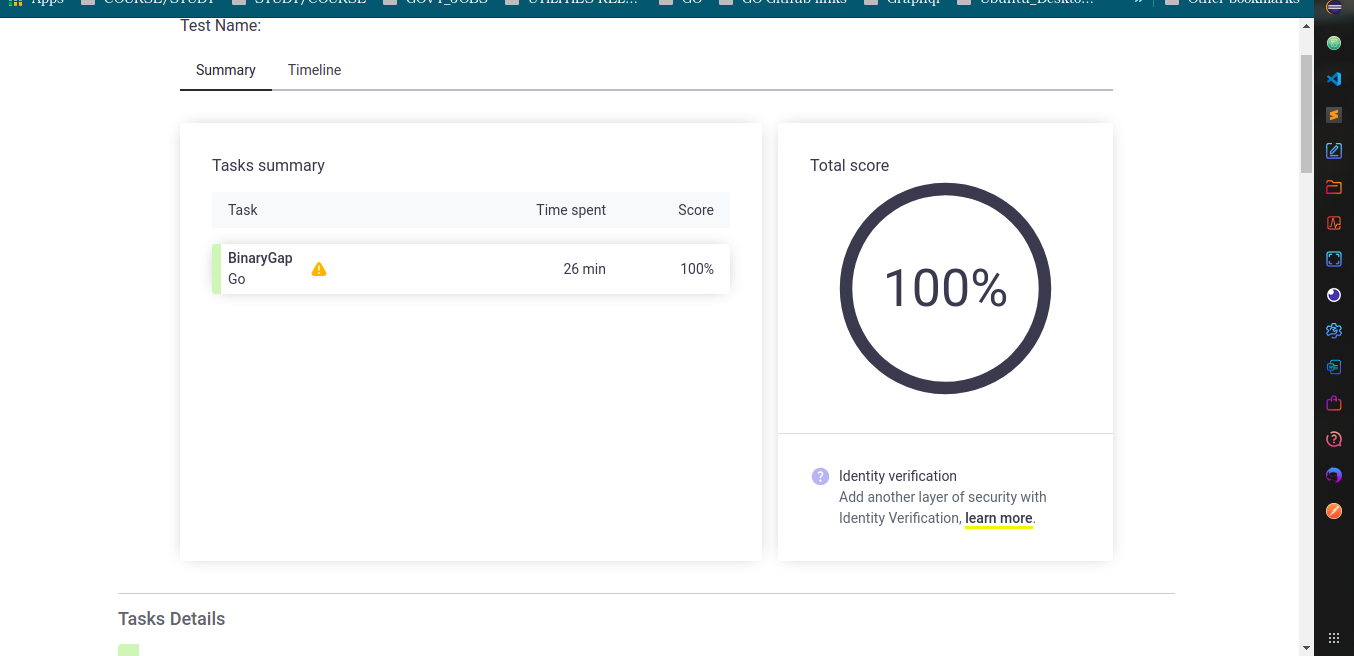 Apps COURSE/STUDY STUDY/COURSE GOVT_JOBS UTILITIES REL... GO GO Github links Graphql Ubuntu_Deskto... » Other bookmarks
Test Name:
Summary Timeline
Tasks summary
Task Time spent Score
BinaryGap
Go
26 min 100%
Total score
100%
Identity verification
Add another layer of security with
Identity Verification, learn more.
Tasks Details